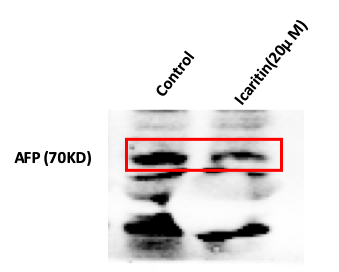 Control
Icaritin(20μ M)
AFP (70KD)